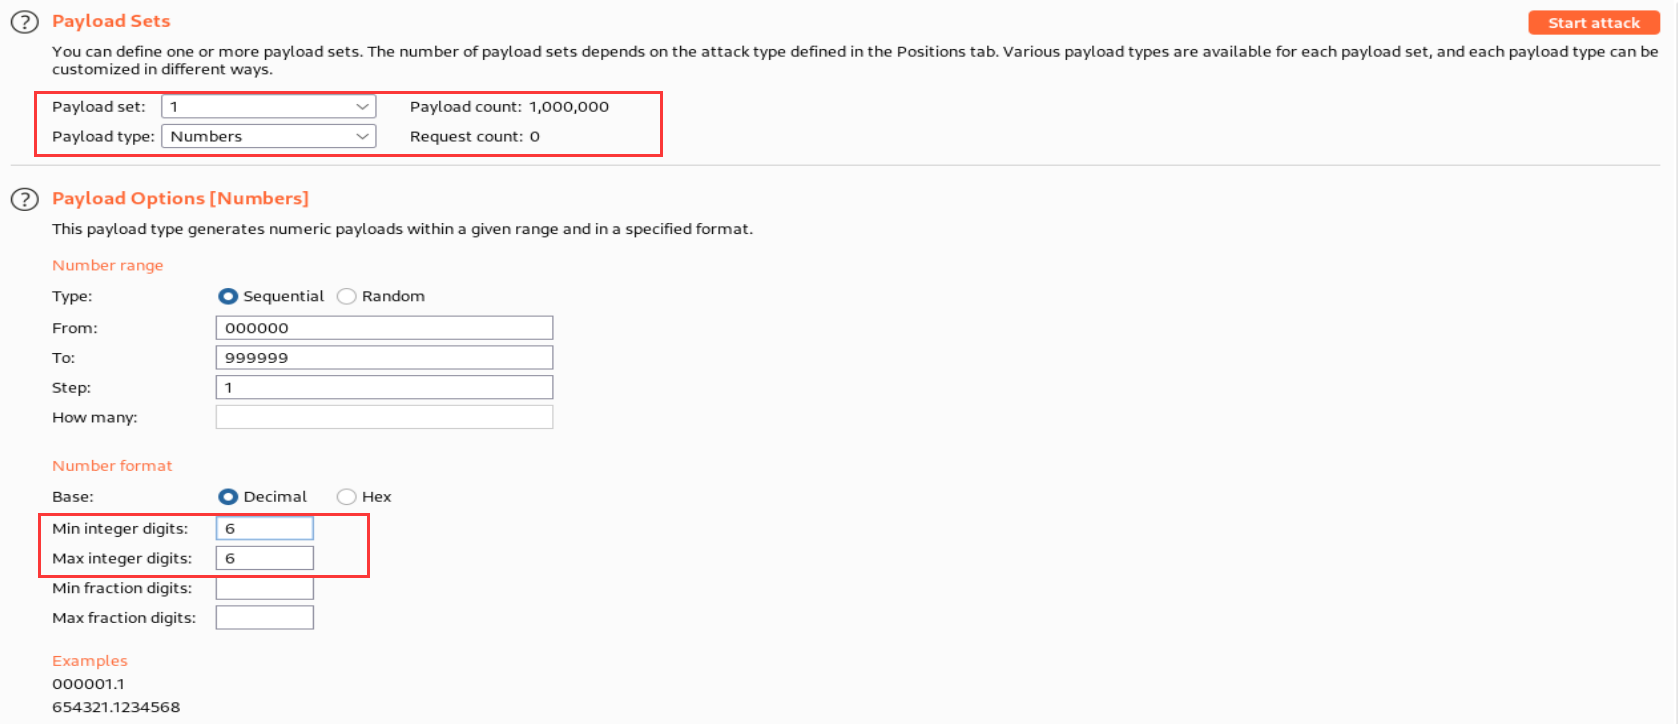 ? Payload Sets Start attack
You can define one or more payload sets. The number of payload sets depends on the attack type defined in the Positions tab. Various payload types are available for each payload set, and each payload type can be
customized in different ways.
Payload set: 1 Payload count: 1,000,000
Payload type: Numbers Request count: 0
? Payload Options [Numbers]
This payload type generates numeric payloads within a given range and in a specified format.
Number range
Type: Sequential Random
From: 000000
To: 999999
Step: 1
How many:
Number format
Base: Decimal Hex
Min integer digits: 6
Max integer digits: 6
Min fraction digits:
Max fraction digits:
Examples
000001.1
654321.1234568